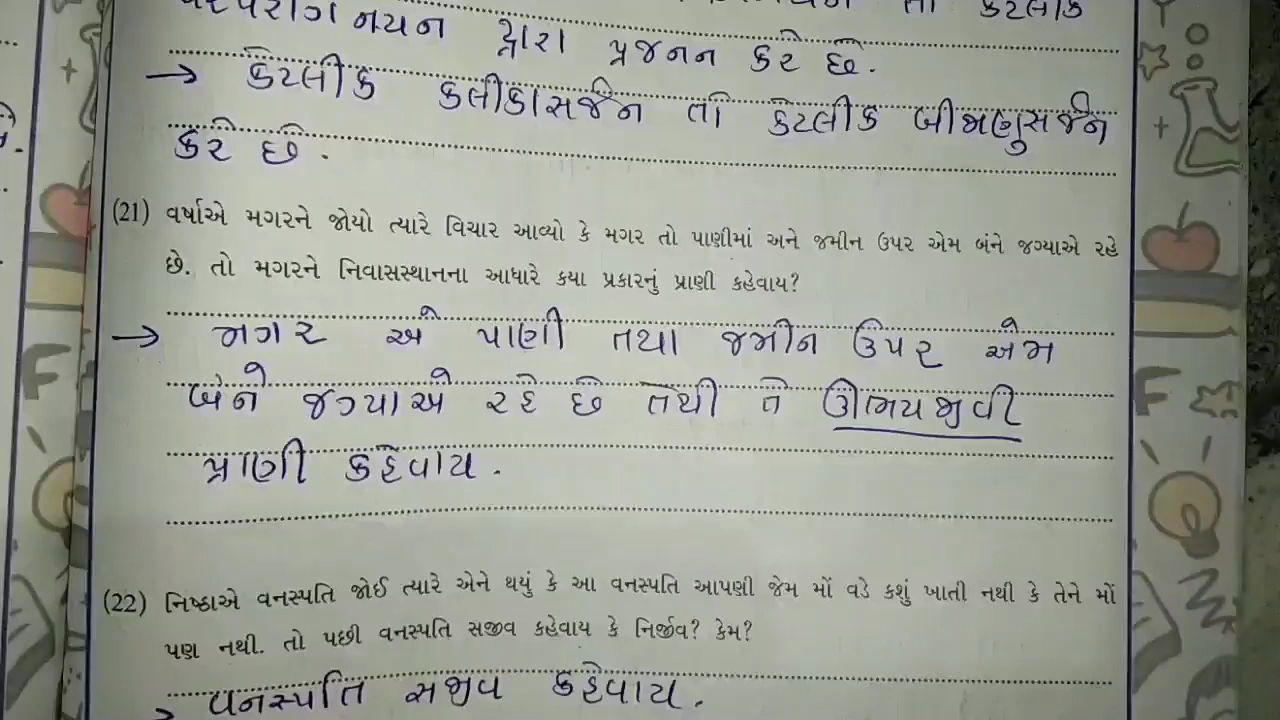 દ્વારા પ્રજનન કરે છે.
→ કેટલીક કલીકાસર્જન તો કેટલીક બીજાણુસર્જન
કરે છે.
(21) વર્ષાએ મગરને જોયો ત્યારે વિચાર આવ્યો કે મગર તો પાણીમાં અને જમીન ઉપર એમ બંને જગ્યાએ રહે
છે. તો મગરને નિવાસસ્થાનના આધારે કયા પ્રકારનું પ્રાણી કહેવાય?
→ મગર એ પાણી તથા જમીન ઉપર એમ
બંને જગ્યાએ રહે છે તેથી તે ઊભયજીવી
પ્રાણી કહેવાય.
(22) નિષ્ઠાએ વનસ્પતિ જોઈ ત્યારે એને થયું કે આ વનસ્પતિ આપણી જેમ મોં વડે કશું ખાતી નથી કે તેને મોં
પણ નથી. તો પછી વનસ્પતિ સજીવ કહેવાય કે નિર્જીવ? કેમ?
→ વનસ્પતિ સજીવ કહેવાય.